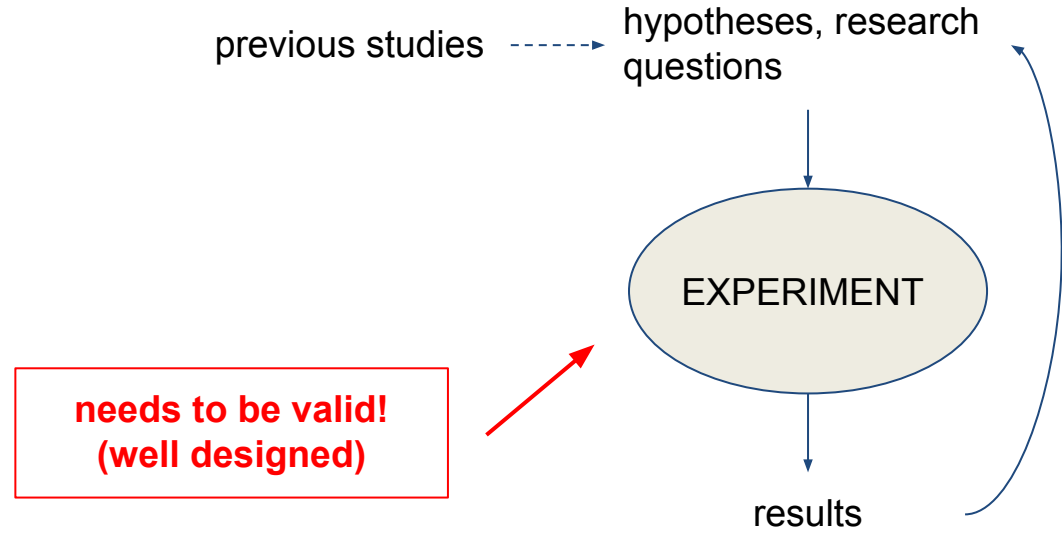 previous studies
hypotheses, research
questions
EXPERIMENT
needs to be valid!
(well designed)
results